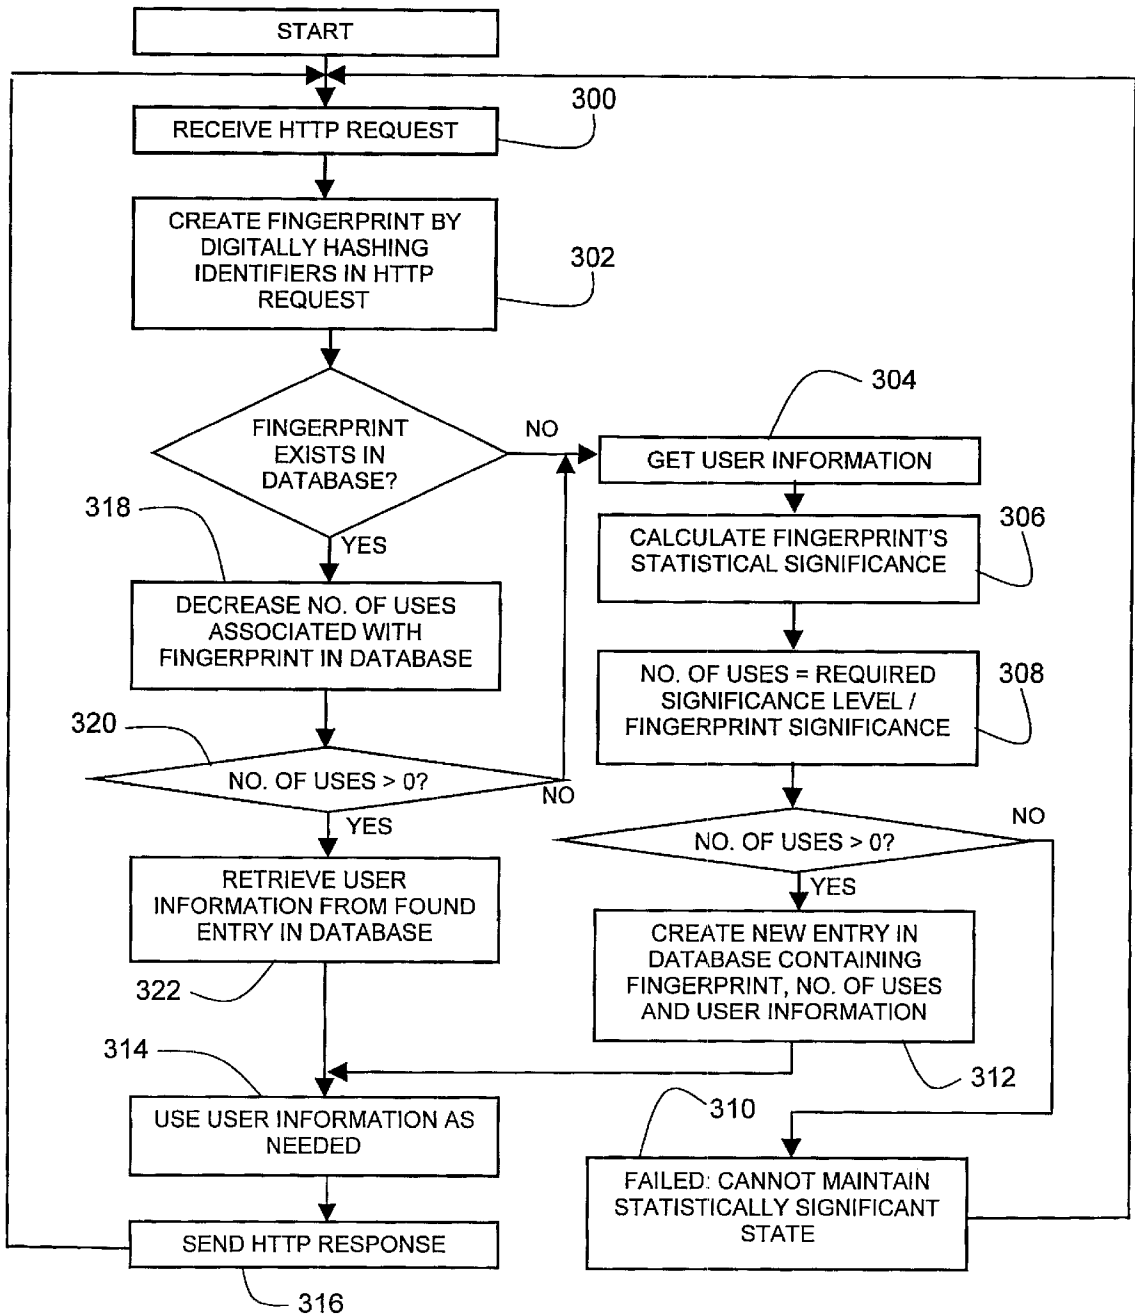 START
300
RECEIVE HTTP REQUEST
CREATE FINGERPRINT BY
DIGITALLY HASHING
IDENTIFIERS IN HTTP
REQUEST
302
304
FINGERPRINT
EXISTS IN
DATABASE?
NO
GET USER INFORMATION
318
YES
306
CALCULATE FINGERPRINT'S
STATISTICAL SIGNIFICANCE
DECREASE NO. OF USES
ASSOCIATED WITH
FINGERPRINT IN DATABASE
NO. OF USES = REQUIRED
SIGNIFICANCE LEVEL /
FINGERPRINT SIGNIFICANCE
308
320
NO. OF USES > 0?
NO
YES
NO. OF USES > 0?
NO
YES
RETRIEVE USER
INFORMATION FROM FOUND
ENTRY IN DATABASE
322
CREATE NEW ENTRY IN
DATABASE CONTAINING
FINGERPRINT, NO. OF USES
AND USER INFORMATION
312
314
310
USE USER INFORMATION AS
NEEDED
FAILED: CANNOT MAINTAIN
STATISTICALLY SIGNIFICANT
STATE
SEND HTTP RESPONSE
316